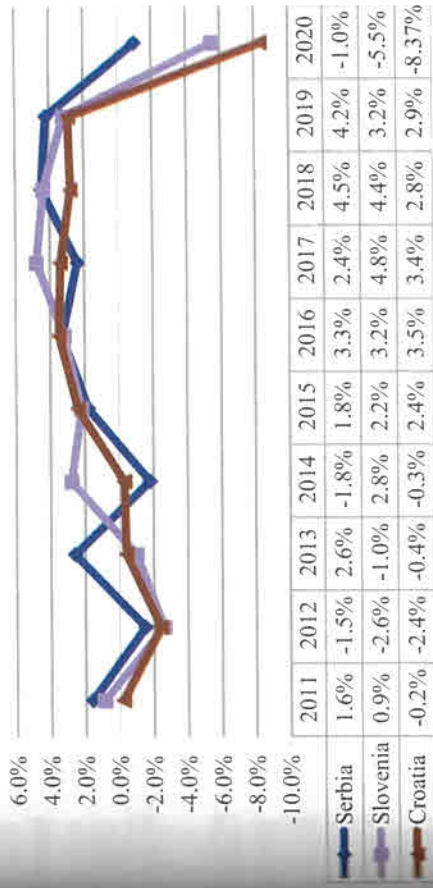 6.0%
4.0%
2.0%
0.0%
-2.0%
-4.0%
-6.0%
-8.0%
-10.0%
2011 2012 2013 2014 2015 2016 2017 2018 2019 2020
Serbia 1.6% -1.5% 2.6% -1.8% 1.8% 3.3% 2.4% 4.5% 4.2% -1.0%
Slovenia 0.9% -2.6% -1.0% 2.8% 2.2% 3.2% 4.8% 4.4% 3.2% -5.5%
Croatia -0.2% -2.4% -0.4% -0.3% 2.4% 3.5% 3.4% 2.8% 2.9% -8.37%